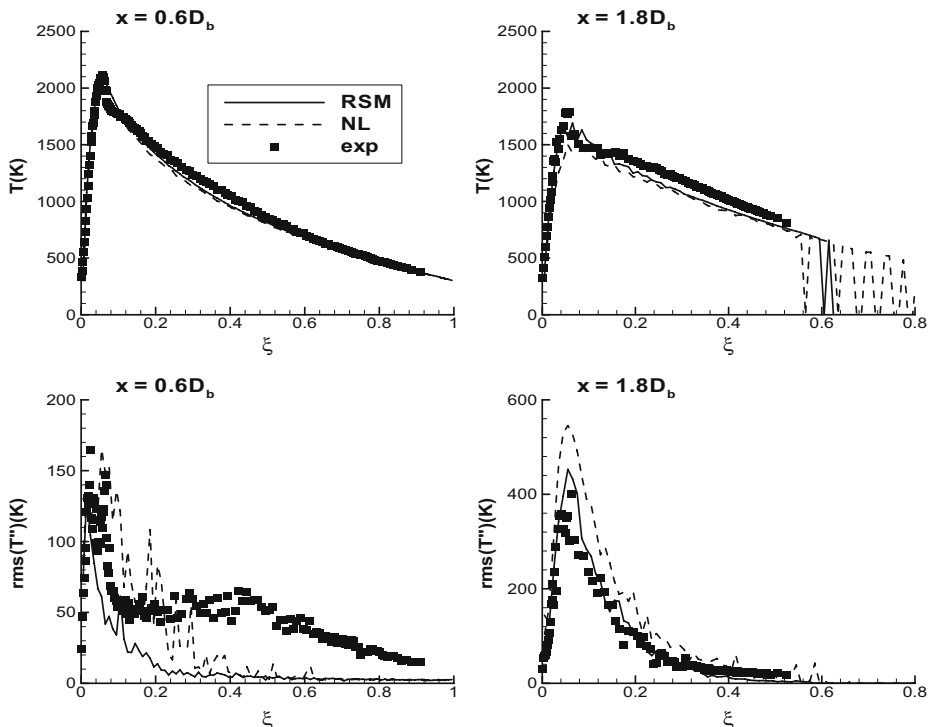 x = 0.6D_b
2500
2000
1500
1000
500
0
T(K)
0
0.2
0.4
0.6
0.8
1
ξ
RSM
NL
exp
x = 1.8D_b
2500
2000
1500
1000
500
0
T(K)
0
0.2
0.4
0.6
0.8
ξ
x = 0.6D_b
200
150
100
50
0
rms(T")(K)
0
0.2
0.4
0.6
0.8
1
ξ
x = 1.8D_b
600
400
200
0
rms(T")(K)
0
0.2
0.4
0.6
0.8
ξ